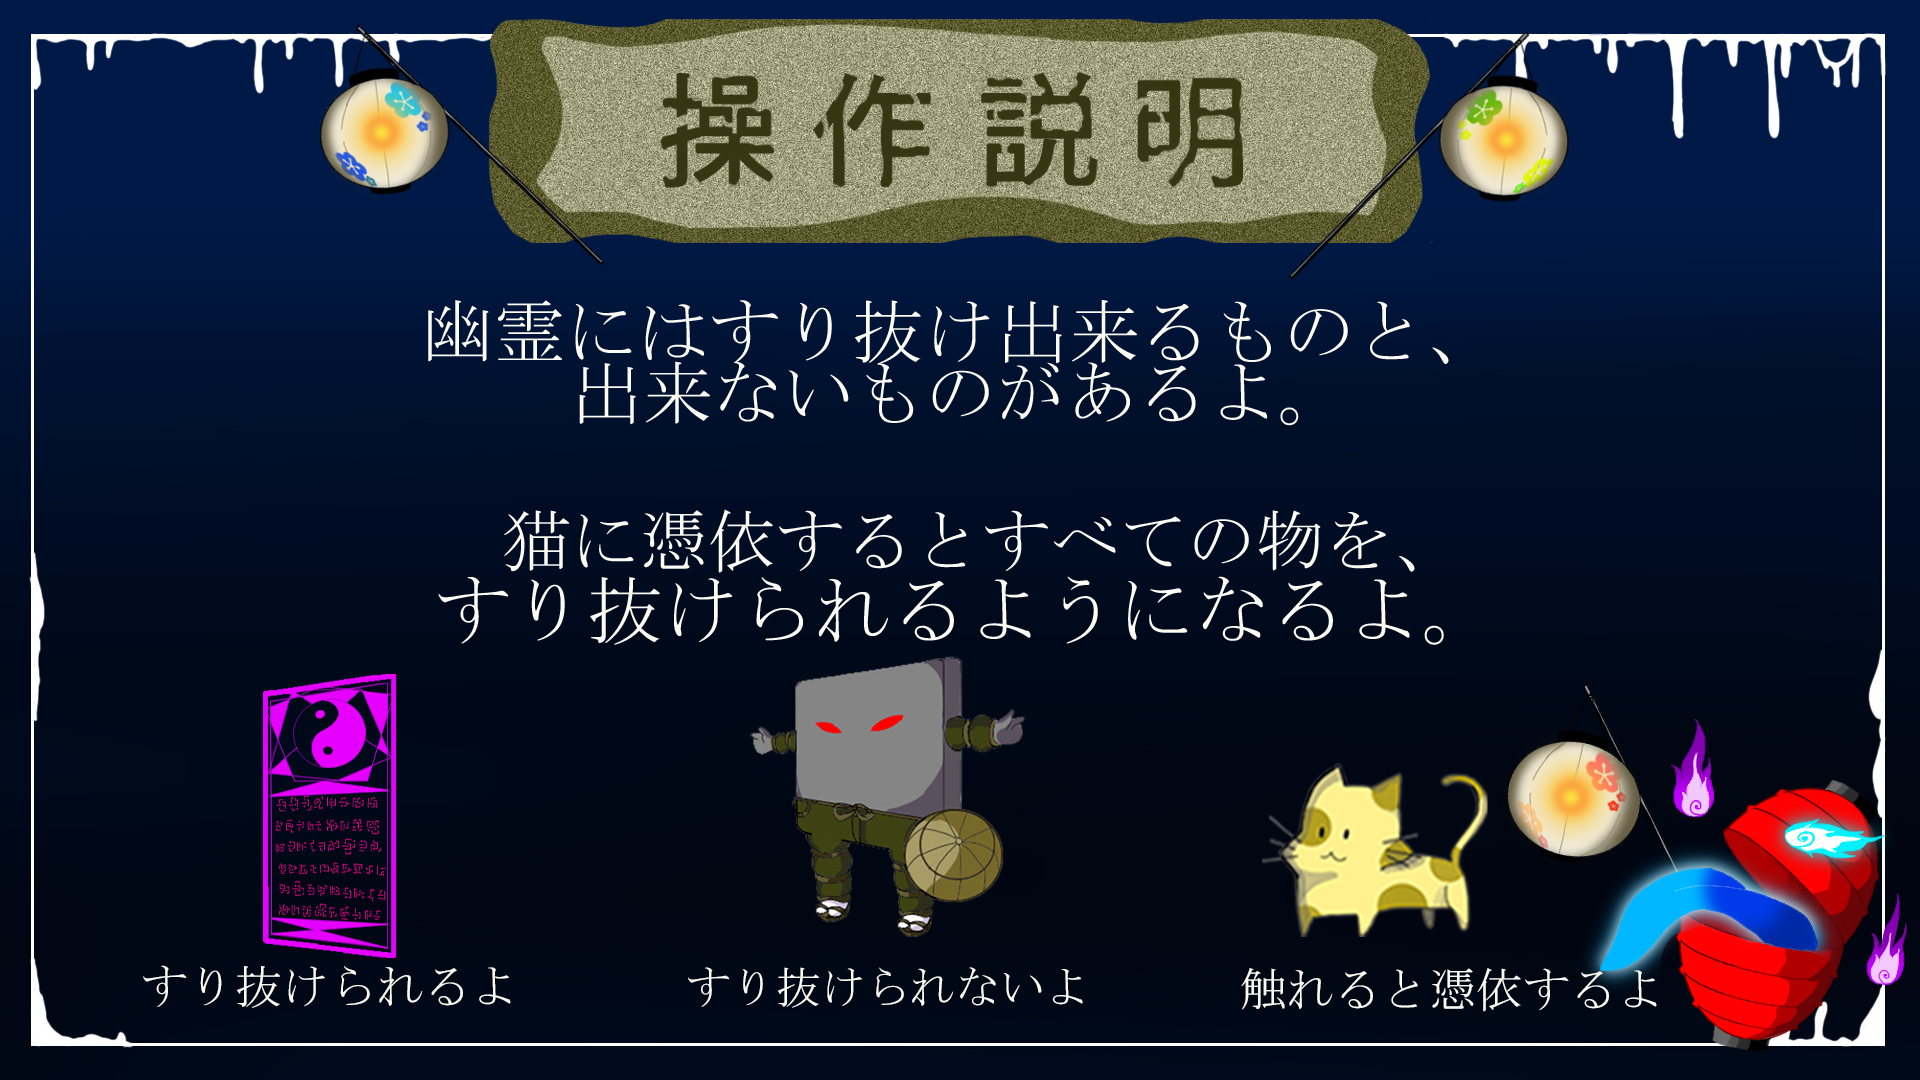 操作説明
幽霊にはすり抜け出来るものと、
出来ないものがあるよ。
猫に憑依するとすべての物を、
すり抜けられるようになるよ。
すり抜けられるよ
すり抜けられないよ
触れると憑依するよ